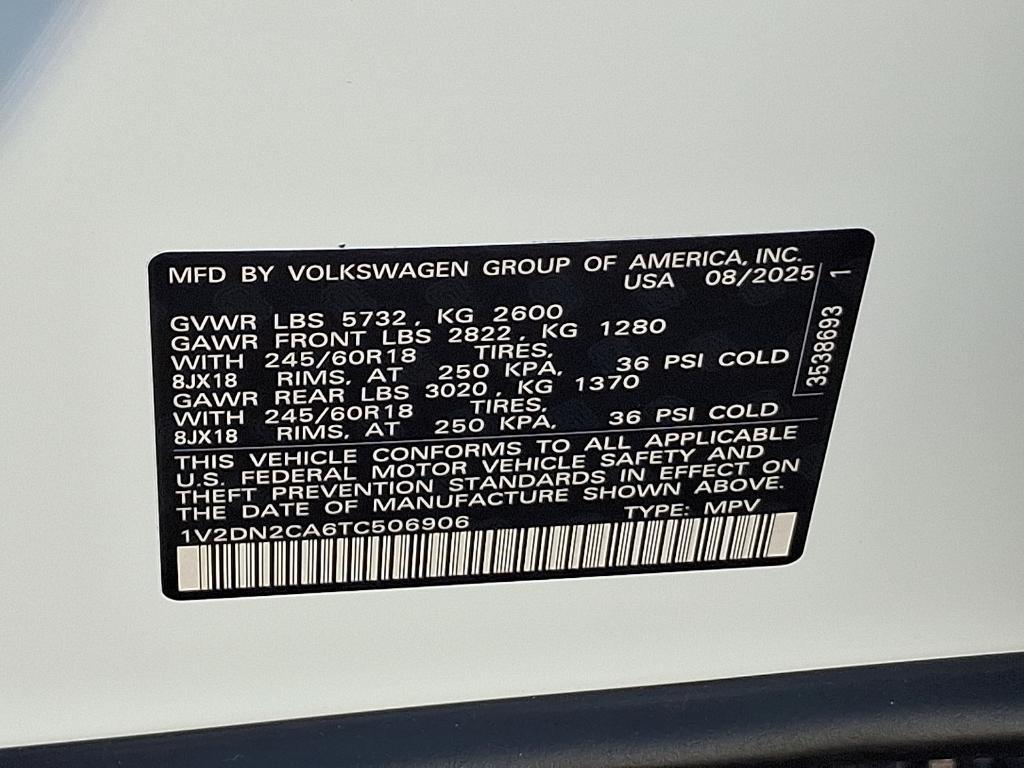 MFD BY VOLKSWAGEN GROUP OF AMERICA, INC.
USA 08/2025
GVWR LBS 5732, KG 2600
GAWR FRONT LBS 2822, KG 1280
WITH 245/60R18 TIRES,
8JX18 RIMS, AT 250 KPA, 36 PSI COLD
GAWR REAR LBS 3020, KG 1370
WITH 245/60R18 TIRES,
8JX18 RIMS, AT 250 KPA, 36 PSI COLD
THIS VEHICLE CONFORMS TO ALL APPLICABLE
U.S. FEDERAL MOTOR VEHICLE SAFETY AND
THEFT PREVENTION STANDARDS IN EFFECT ON
THE DATE OF MANUFACTURE SHOWN ABOVE.
TYPE: MPV
1V2DN2CA6TC506906
3538693 1